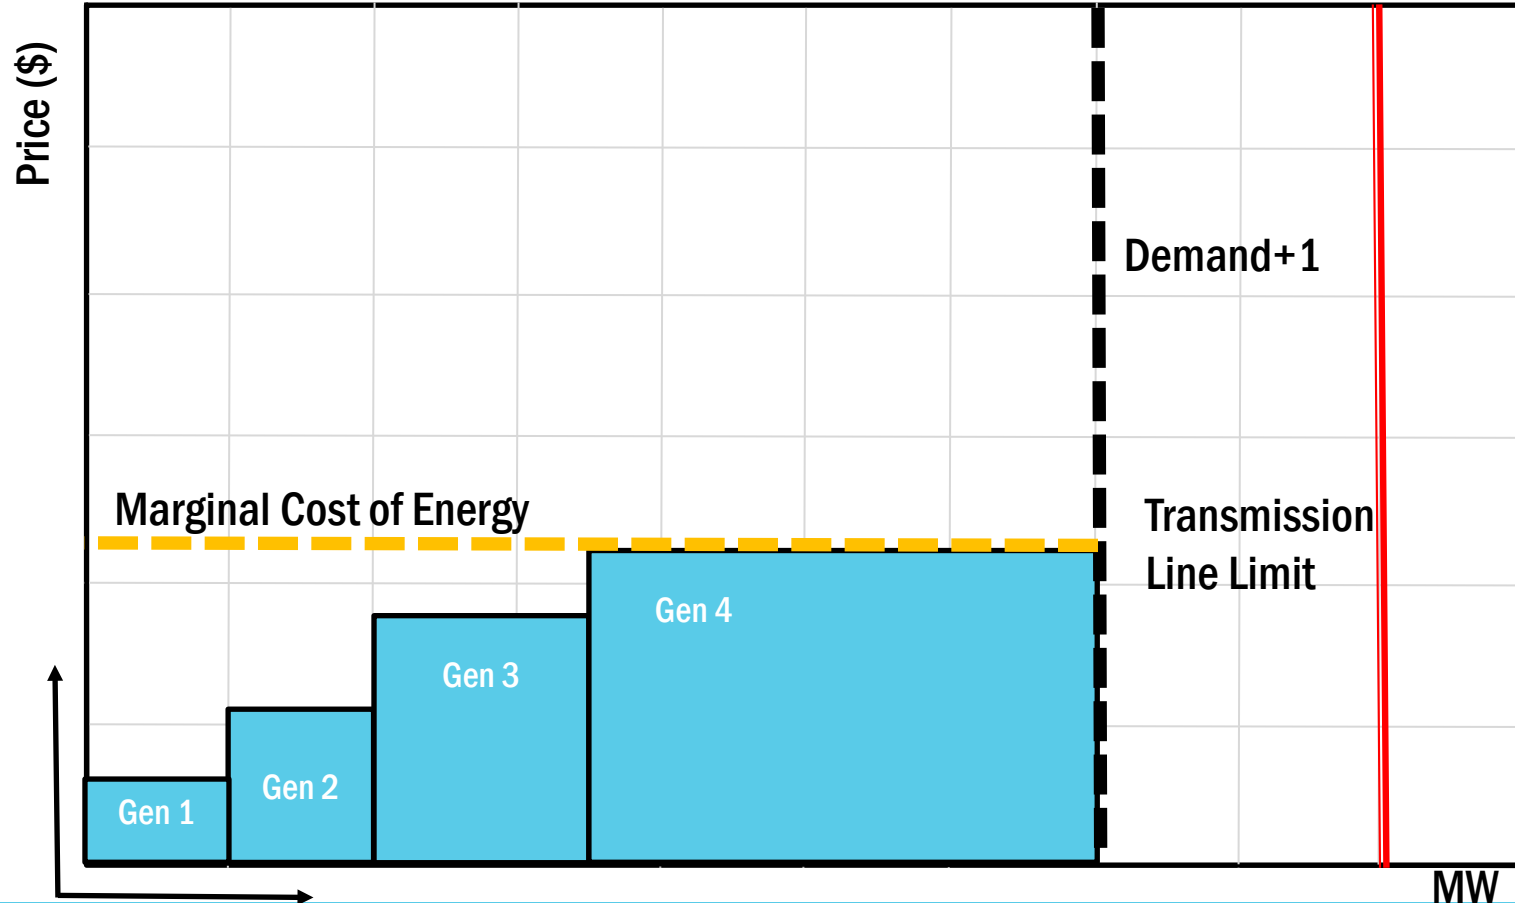 Price ($)
Demand+1
Marginal Cost of Energy
Transmission
Line Limit
Gen 4
Gen 3
Gen 2
Gen 1
MW